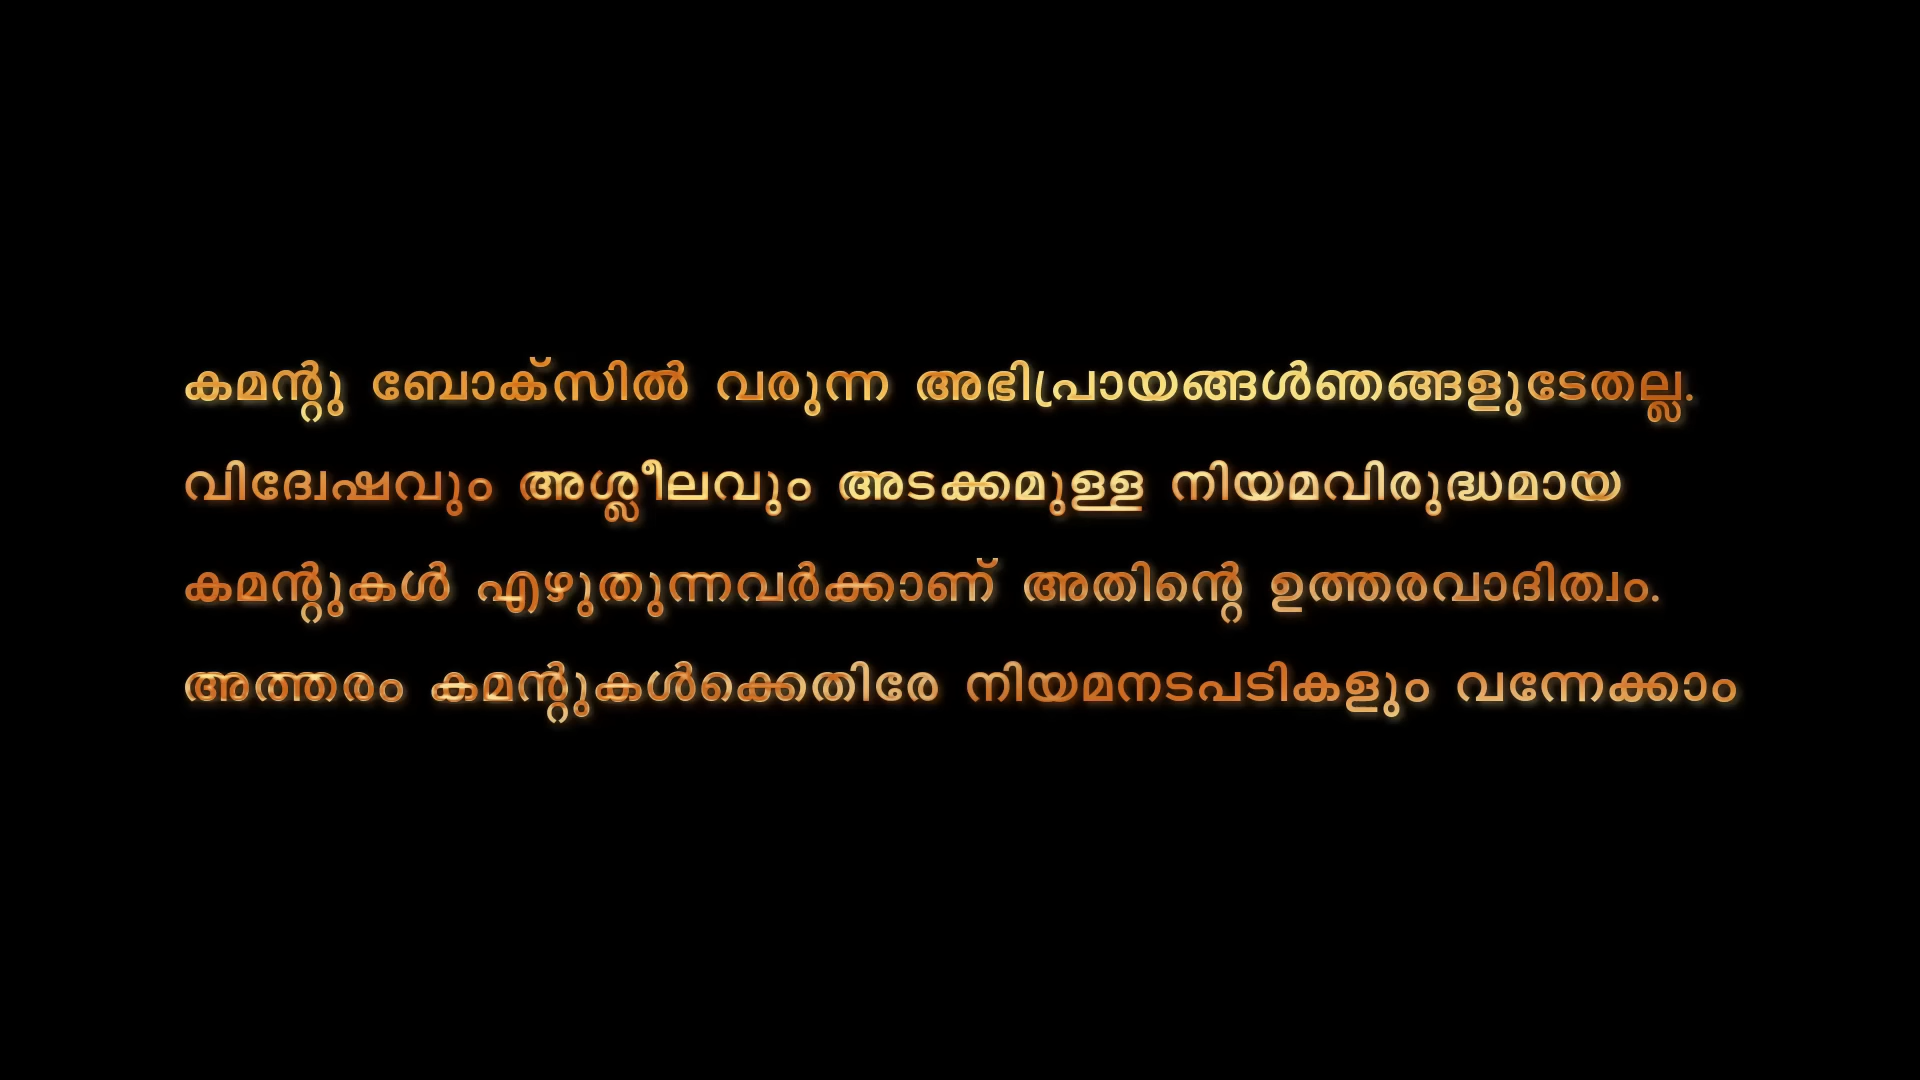 കമന്റു ബോക്സിൽ വരുന്ന അഭിപ്രായങ്ങൾഞങ്ങളുടേതല്ല.
വിദ്വേഷവും അശ്ലീലവും അടക്കമുള്ള നിയമവിരുദ്ധമായ
കമന്റുകൾ എഴുതുന്നവർക്കാണ് അതിന്റെ ഉത്തരവാദിത്വം.
അത്തരം കമന്റുകൾക്കെതിരേ നിയമനടപടികളും വന്നേക്കാം